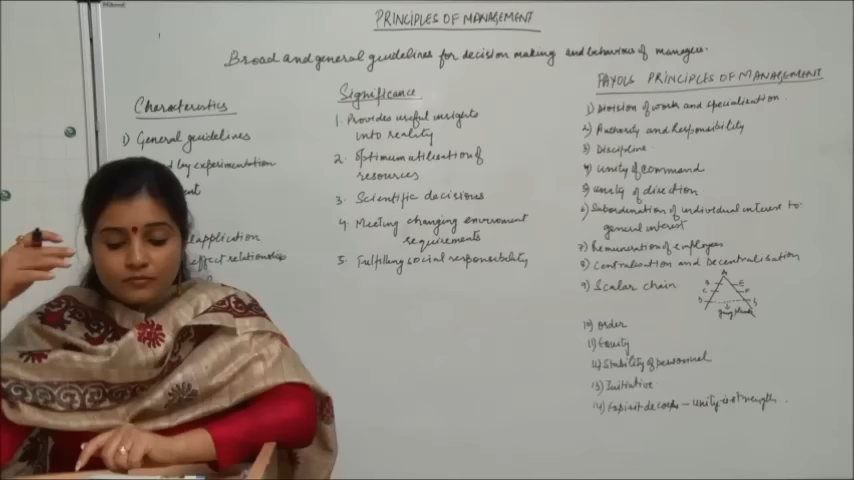 PRINCIPLES OF MANAGEMENT
Broad and general guidelines for decision making and behaviour of managers.
Characteristics
1) General guidelines
d by experimentation
ent
application
effect relationship
Significance
1. Provides useful insights
into reality
2. Optimum utilisation of
resources
3. Scientific decisions
4. Meeting changing environment
requirements
5. Fulfilling social responsibility
FAYOLS PRINCIPLES OF MANAGEMENT
1) Division of work and specialisation.
2) Authority and Responsibility
3) Discipline
4) Unity of command
5) Unity of direction
6) Subordination of individual interest to
general interest
7) Remuneration of employees
8) Centralisation and Decentralisation
9) Scalar chain
A
B E
C F
D G
gang plank
10) Order
11) Equity
12) Stability of personnel
13) Initiative
14) Espirit de corps - unity is strength.